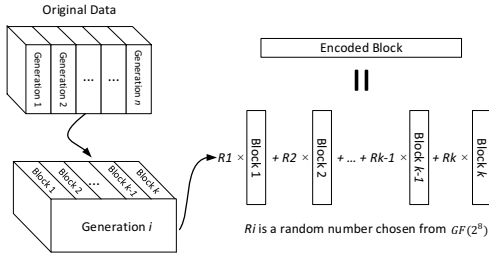 Original Data
Generation 1
Generation 2
...
...
Generation n
Block 1
Block 2
...
Block k-1
Block k
Generation i
Encoded Block
=
R1 × Block 1 + R2 × Block 2 + ... + Rk-1 × Block k-1 + Rk × Block k
Ri is a random number chosen from GF(2⁸)